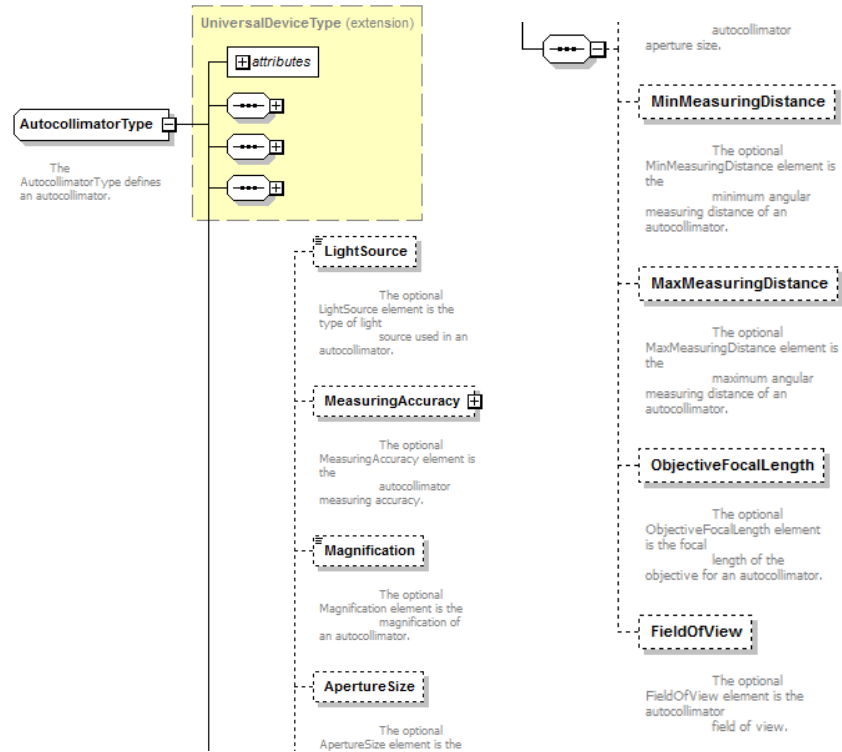 UniversalDeviceType (extension)
attributes
AutocollimatorType
The
AutocollimatorType defines
an autocollimator.
LightSource
The optional
LightSource element is the
type of light
source used in an
autocollimator.
MeasuringAccuracy
The optional
MeasuringAccuracy element is
the
autocollimator
measuring accuracy.
Magnification
The optional
Magnification element is the
magnification of
an autocollimator.
ApertureSize
The optional
ApertureSize element is the
autocollimator
aperture size.
MinMeasuringDistance
The optional
MinMeasuringDistance element is
the
minimum angular
measuring distance of an
autocollimator.
MaxMeasuringDistance
The optional
MaxMeasuringDistance element is
the
maximum angular
measuring distance of an
autocollimator.
ObjectiveFocalLength
The optional
ObjectiveFocalLength element
is the focal
length of the
objective for an autocollimator.
FieldOfView
The optional
FieldOfView element is the
autocollimator
field of view.